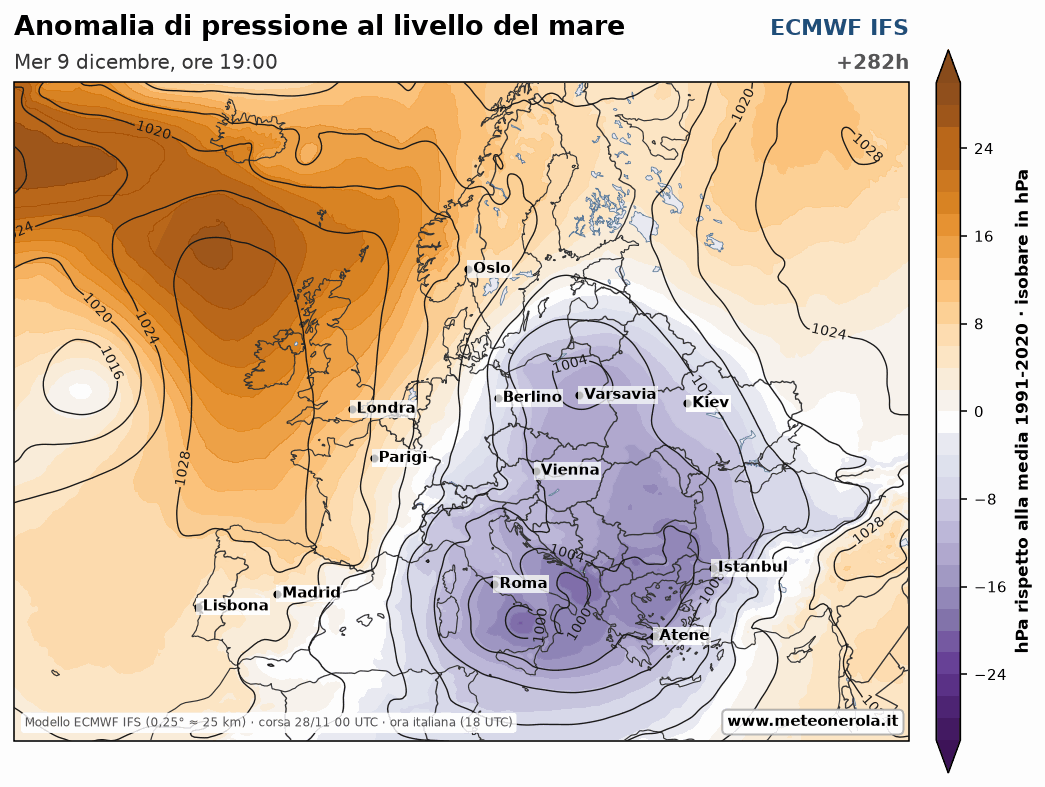 Anomalia di pressione al livello del mare
ECMWF IFS
Mer 9 dicembre, ore 19:00
+282h
1020
1020
1028
24
24
16
1020
1024
1016
Oslo
1024
8
1004
Berlino
Varsavia
Kiev
Londra
0
Parigi
1028
Vienna
−8
1028
1004
Istanbul
Roma
Madrid
Lisbona
1000
1000
−16
Atene
−24
hPa rispetto alla media 1991-2020 · isobare in hPa
Modello ECMWF IFS (0,25° ≈ 25 km) · corsa 28/11 00 UTC · ora italiana (18 UTC)
www.meteonerola.it